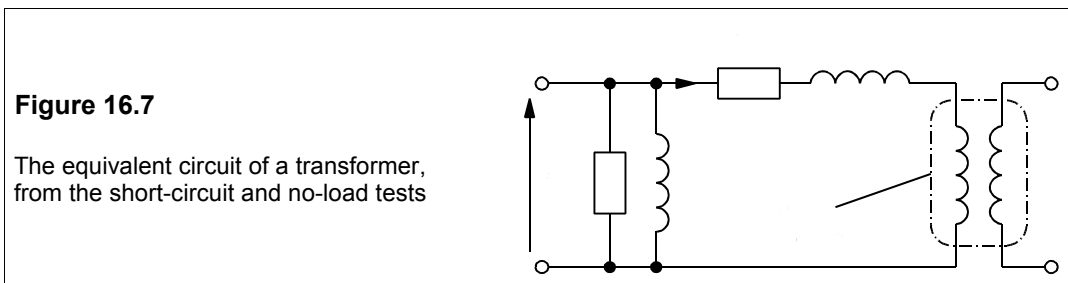 Figure 16.7
The equivalent circuit of a transformer,
from the short-circuit and no-load tests